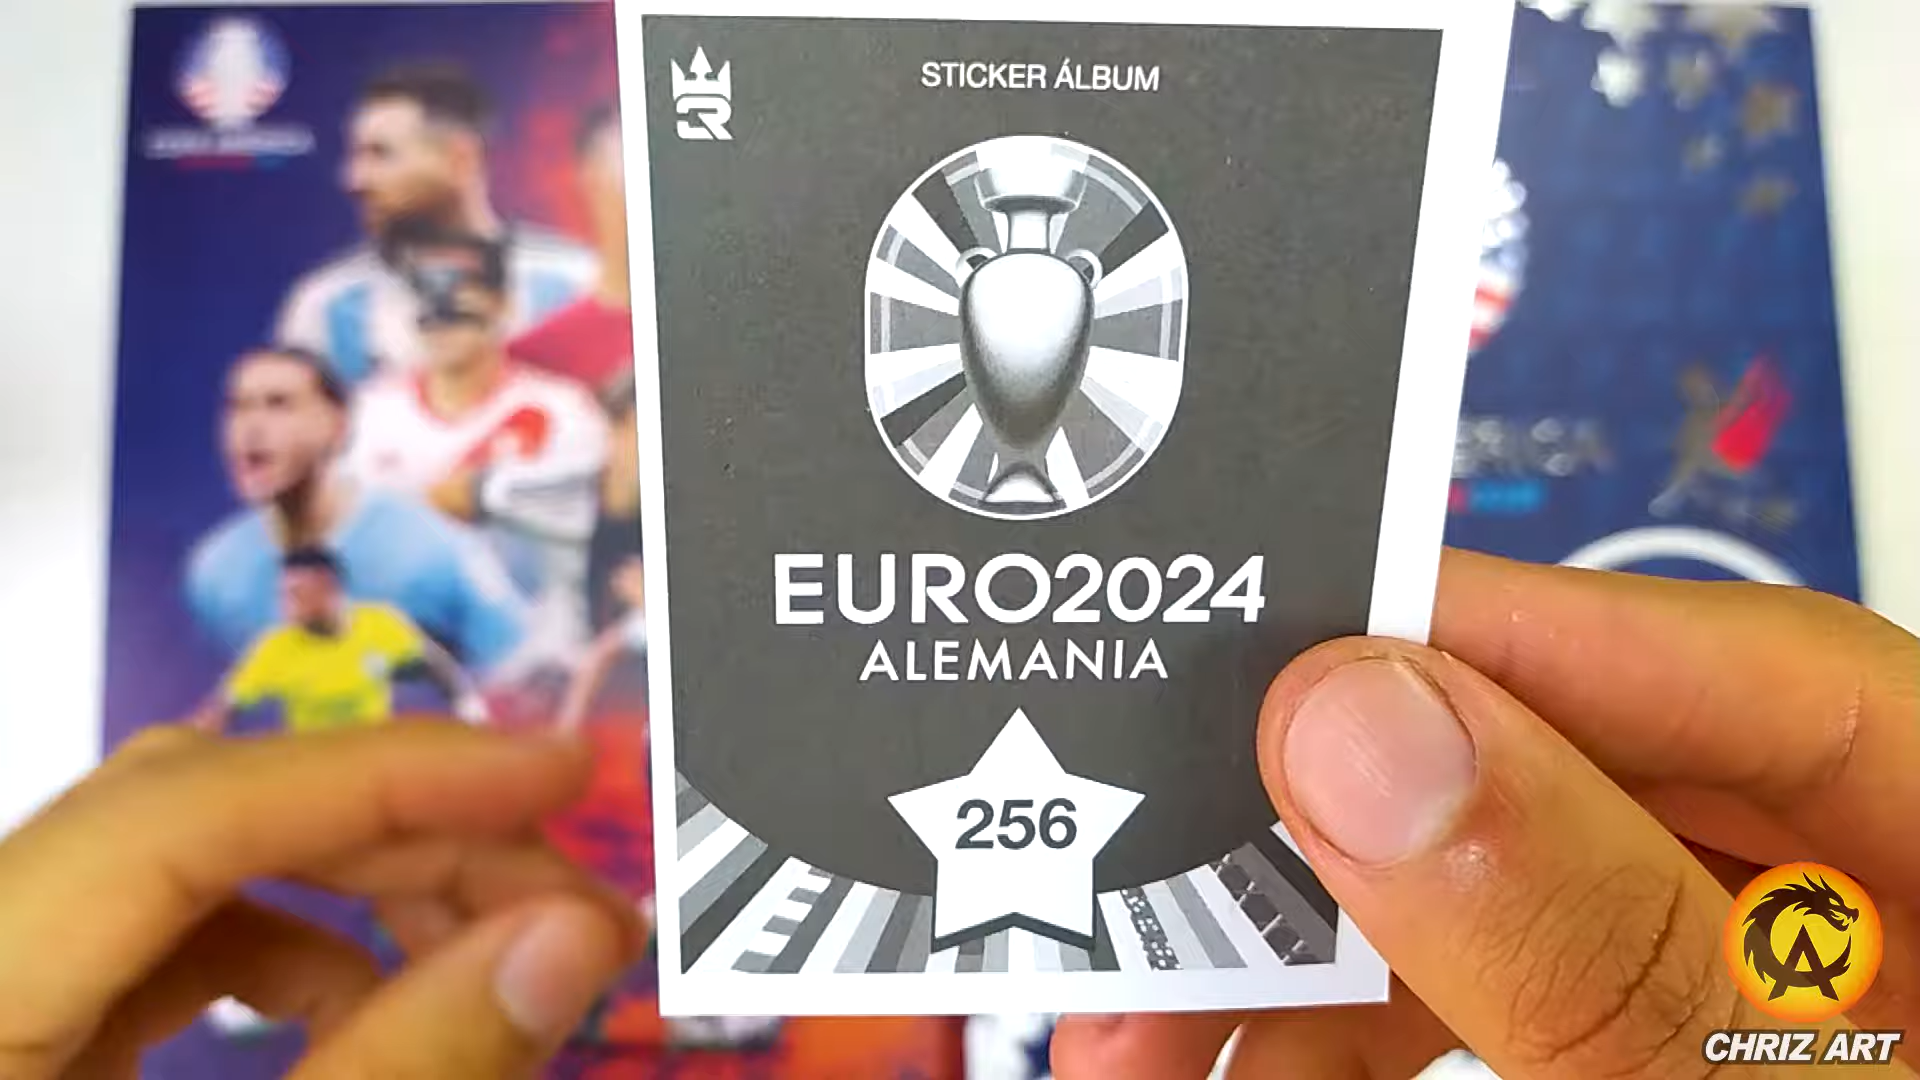 STICKER ÁLBUM
EURO2024
ALEMANIA
256
CHRIZ ART